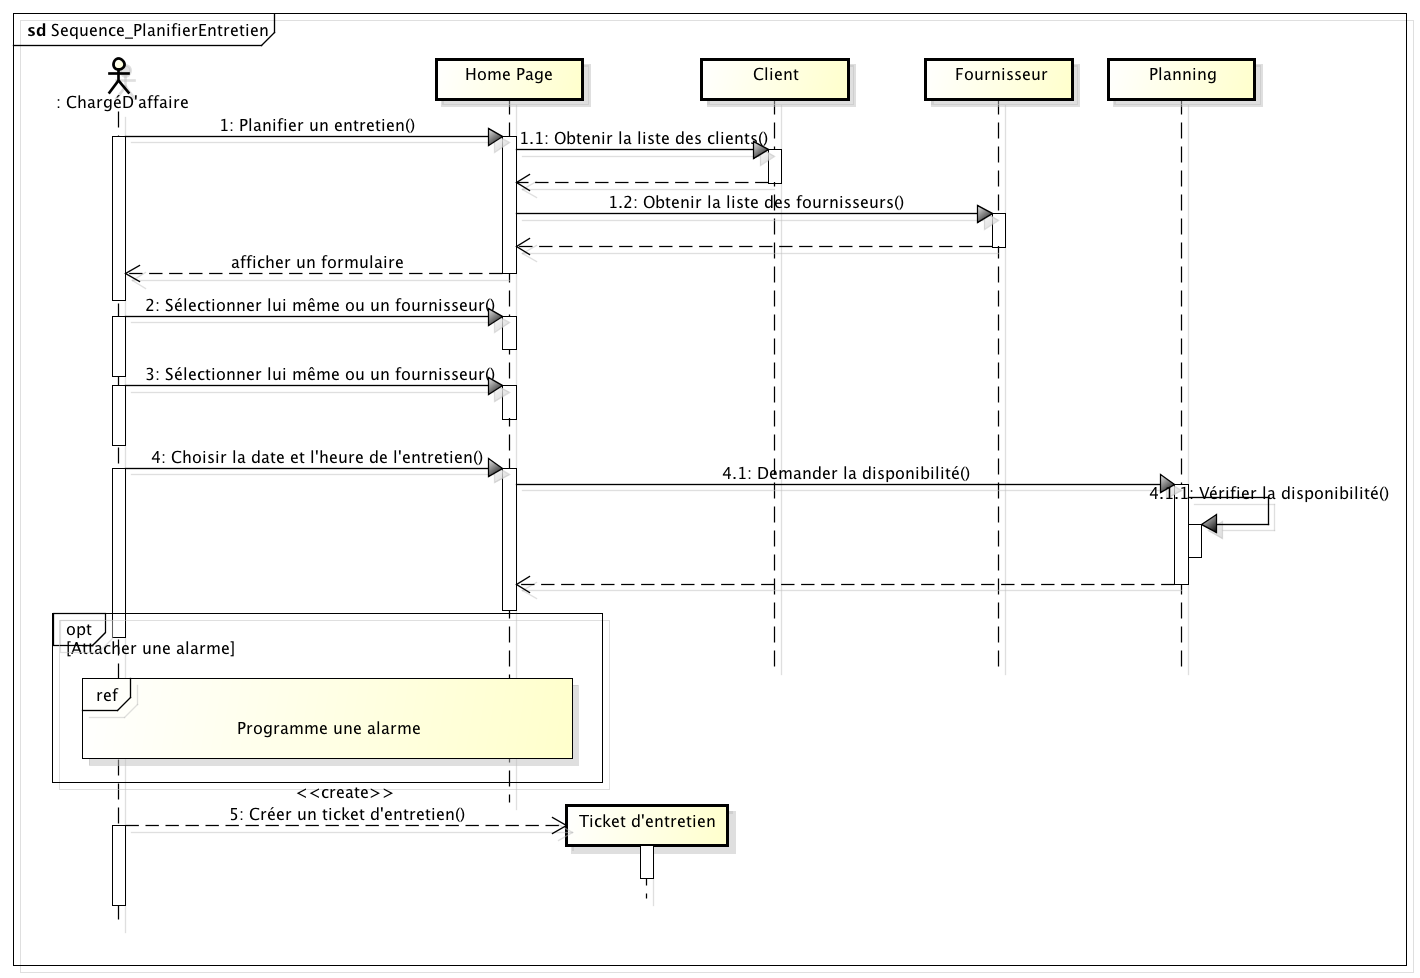 sd Sequence_PlanifierEntretien
: ChargéD'affaire
Home Page
Client
Fournisseur
Planning
1: Planifier un entretien()
1.1: Obtenir la liste des clients()
1.2: Obtenir la liste des fournisseurs()
afficher un formulaire
2: Sélectionner lui même ou un fournisseur()
3: Sélectionner lui même ou un fournisseur()
4: Choisir la date et l'heure de l'entretien()
4.1: Demander la disponibilité()
4.1.1: Vérifier la disponibilité()
opt
[Attacher une alarme]
ref
Programme une alarme
<<create>>
5: Créer un ticket d'entretien()
Ticket d'entretien